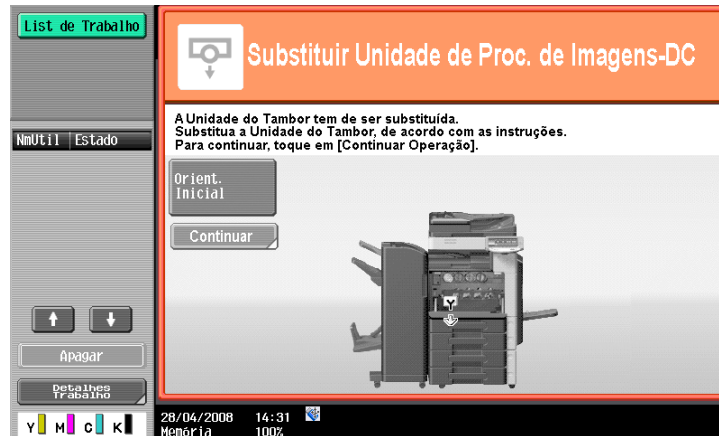 List de Trabalho
Substituir Unidade de Proc. de Imagens-DC
A Unidade do Tambor tem de ser substituída.
Substitua a Unidade do Tambor, de acordo com as instruções.
Para continuar, toque em [Continuar Operação].
NmUtil Estado
Orient.
Inicial
Continuar
Y
Apagar
Detalhes
Trabalho
Y M C K
28/04/2008 14:31
Memória 100%